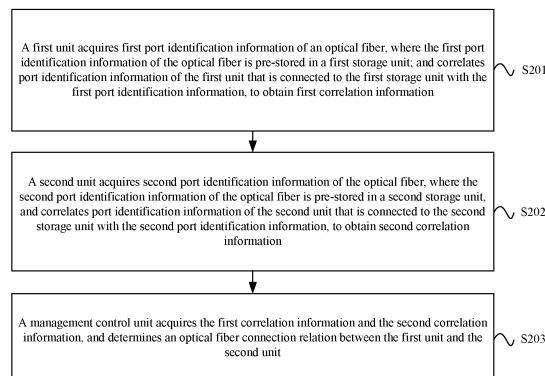 A first unit acquires first port identification information of an optical fiber, where the first port
identification information of the optical fiber is pre-stored in a first storage unit; and correlates
port identification information of the first unit that is connected to the first storage unit with the
first port identification information, to obtain first correlation information
S201
A second unit acquires second port identification information of the optical fiber, where the
second port identification information of the optical fiber is pre-stored in a second storage unit,
and correlates port identification information of the second unit that is connected to the second
storage unit with the second port identification information, to obtain second correlation
information
S202
A management control unit acquires the first correlation information and the second correlation
information, and determines an optical fiber connection relation between the first unit and the
second unit
S203